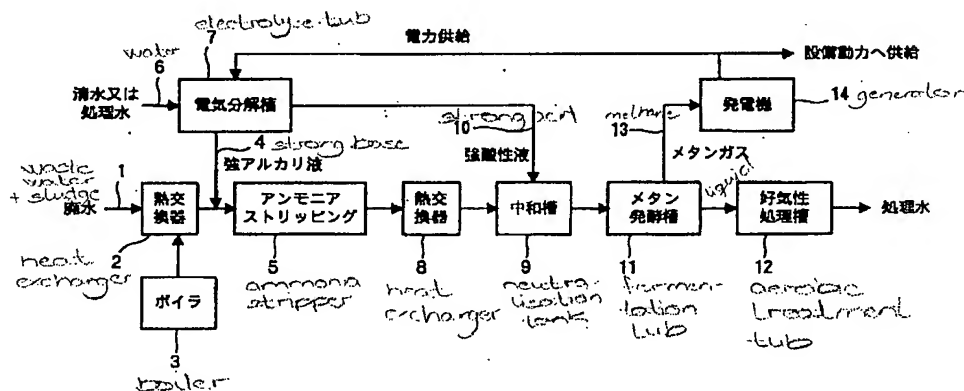 electrolyse tub
7
電力供給
設備動力へ供給
water
6
清水又は
処理水
電気分解槽
発電機
14 generator
strong acid
10
強酸性液
methane
13
メタンガス
4 strong base
強アルカリ液
liquid
waste
water
+ sludge
1
廃水
熱交
換器
アンモニア
ストリッピング
熱交
換器
中和槽
メタン
発酵槽
好気性
処理槽
処理水
2
heat
exchanger
5
ammona
stripper
8
heat
exchanger
9
neutra-
lisation
tank
11
fermen-
tation
tub
12
aerobic
treatment
tub
ボイラ
3
boiler